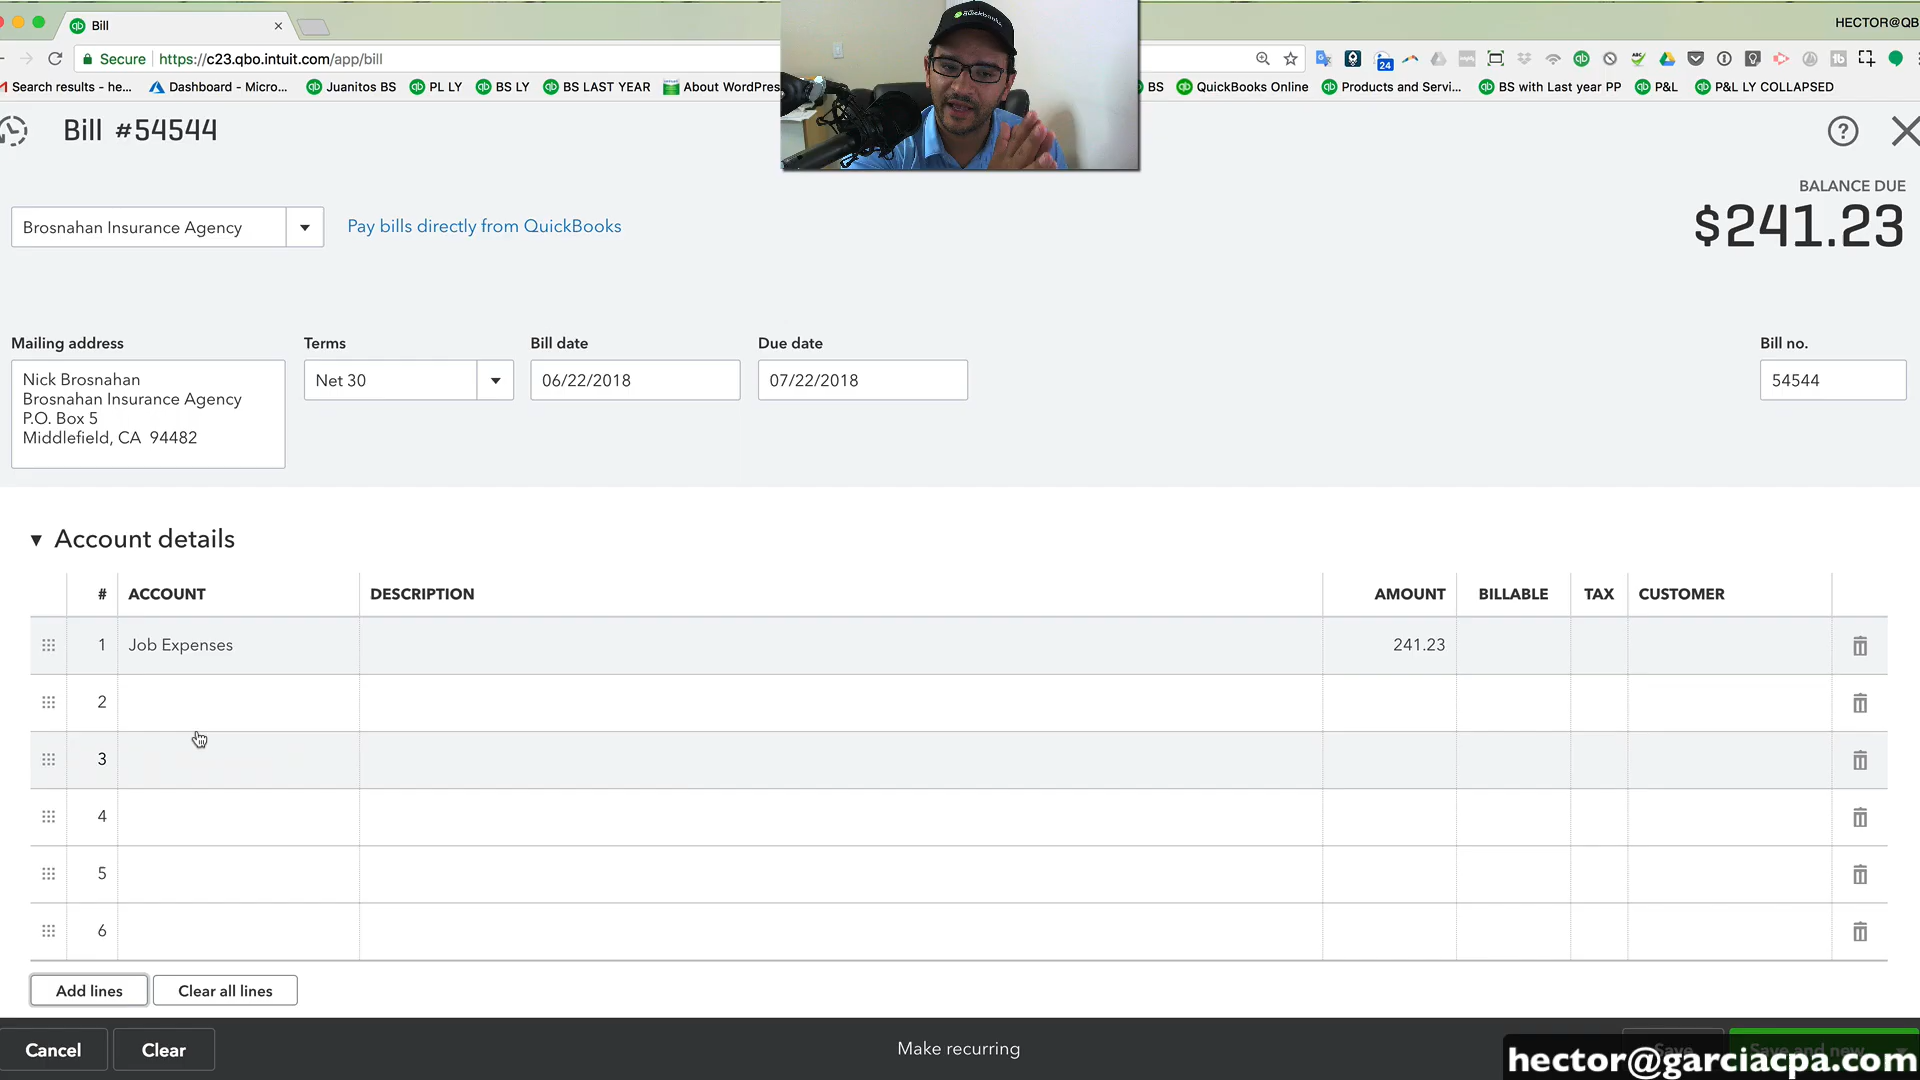 Bill
HECTOR@QB
Secure
https://c23.qbo.intuit.com/app/bill
24
Search results - he...
Dashboard - Micro...
Juanitos BS
PL LY
BS LY
BS LAST YEAR
About WordPres
BS
QuickBooks Online
Products and Servi...
BS with Last year PP
P&L
P&L LY COLLAPSED
quickbooks.
Bill #54544
BALANCE DUE
$241.23
Brosnahan Insurance Agency
Pay bills directly from QuickBooks
Mailing address
Terms
Bill date
Due date
Bill no.
Nick Brosnahan
Brosnahan Insurance Agency
P.O. Box 5
Middlefield, CA 94482
Net 30
06/22/2018
07/22/2018
54544
Account details
# ACCOUNT DESCRIPTION AMOUNT BILLABLE TAX CUSTOMER
1 Job Expenses 241.23
2
3
4
5
6
Add lines
Clear all lines
Cancel
Clear
Make recurring
Save
Save and new
hector@garciacpa.com